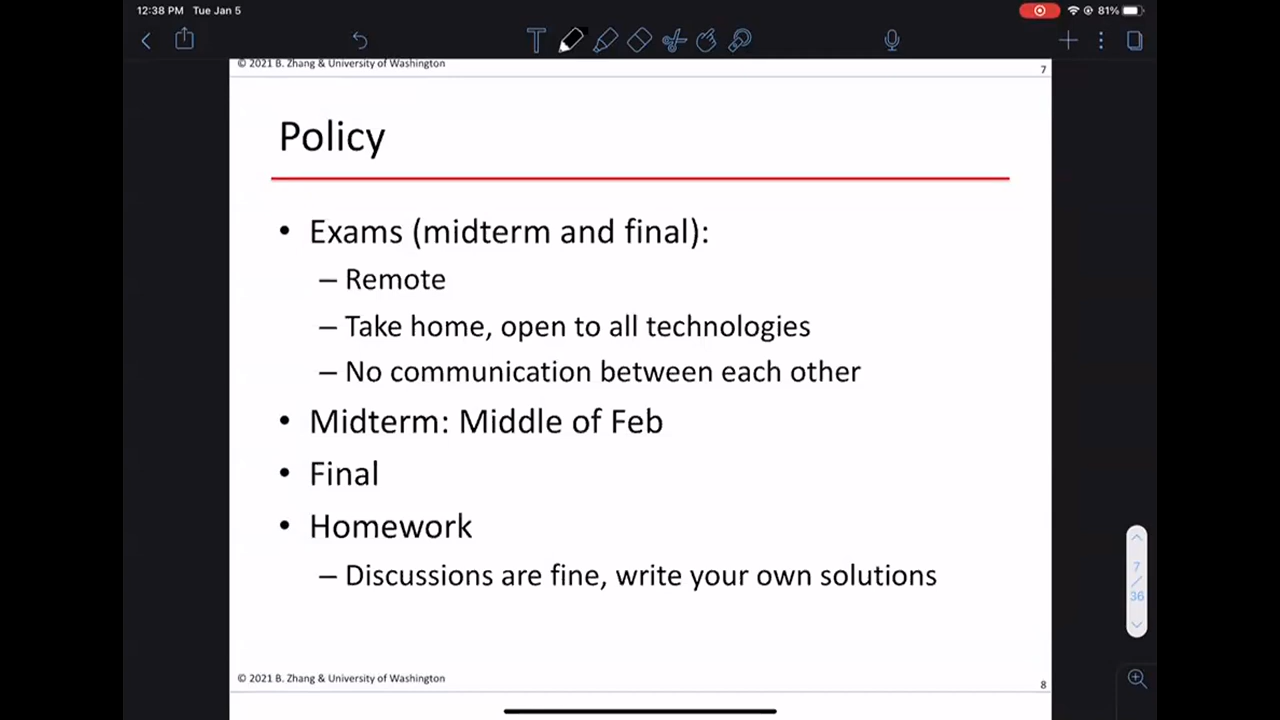 12:38 PM Tue Jan 5
81%
© 2021 B. Zhang & University of Washington
7
Policy
• Exams (midterm and final):
– Remote
– Take home, open to all technologies
– No communication between each other
• Midterm: Middle of Feb
• Final
• Homework
– Discussions are fine, write your own solutions
7
/
36
© 2021 B. Zhang & University of Washington
8